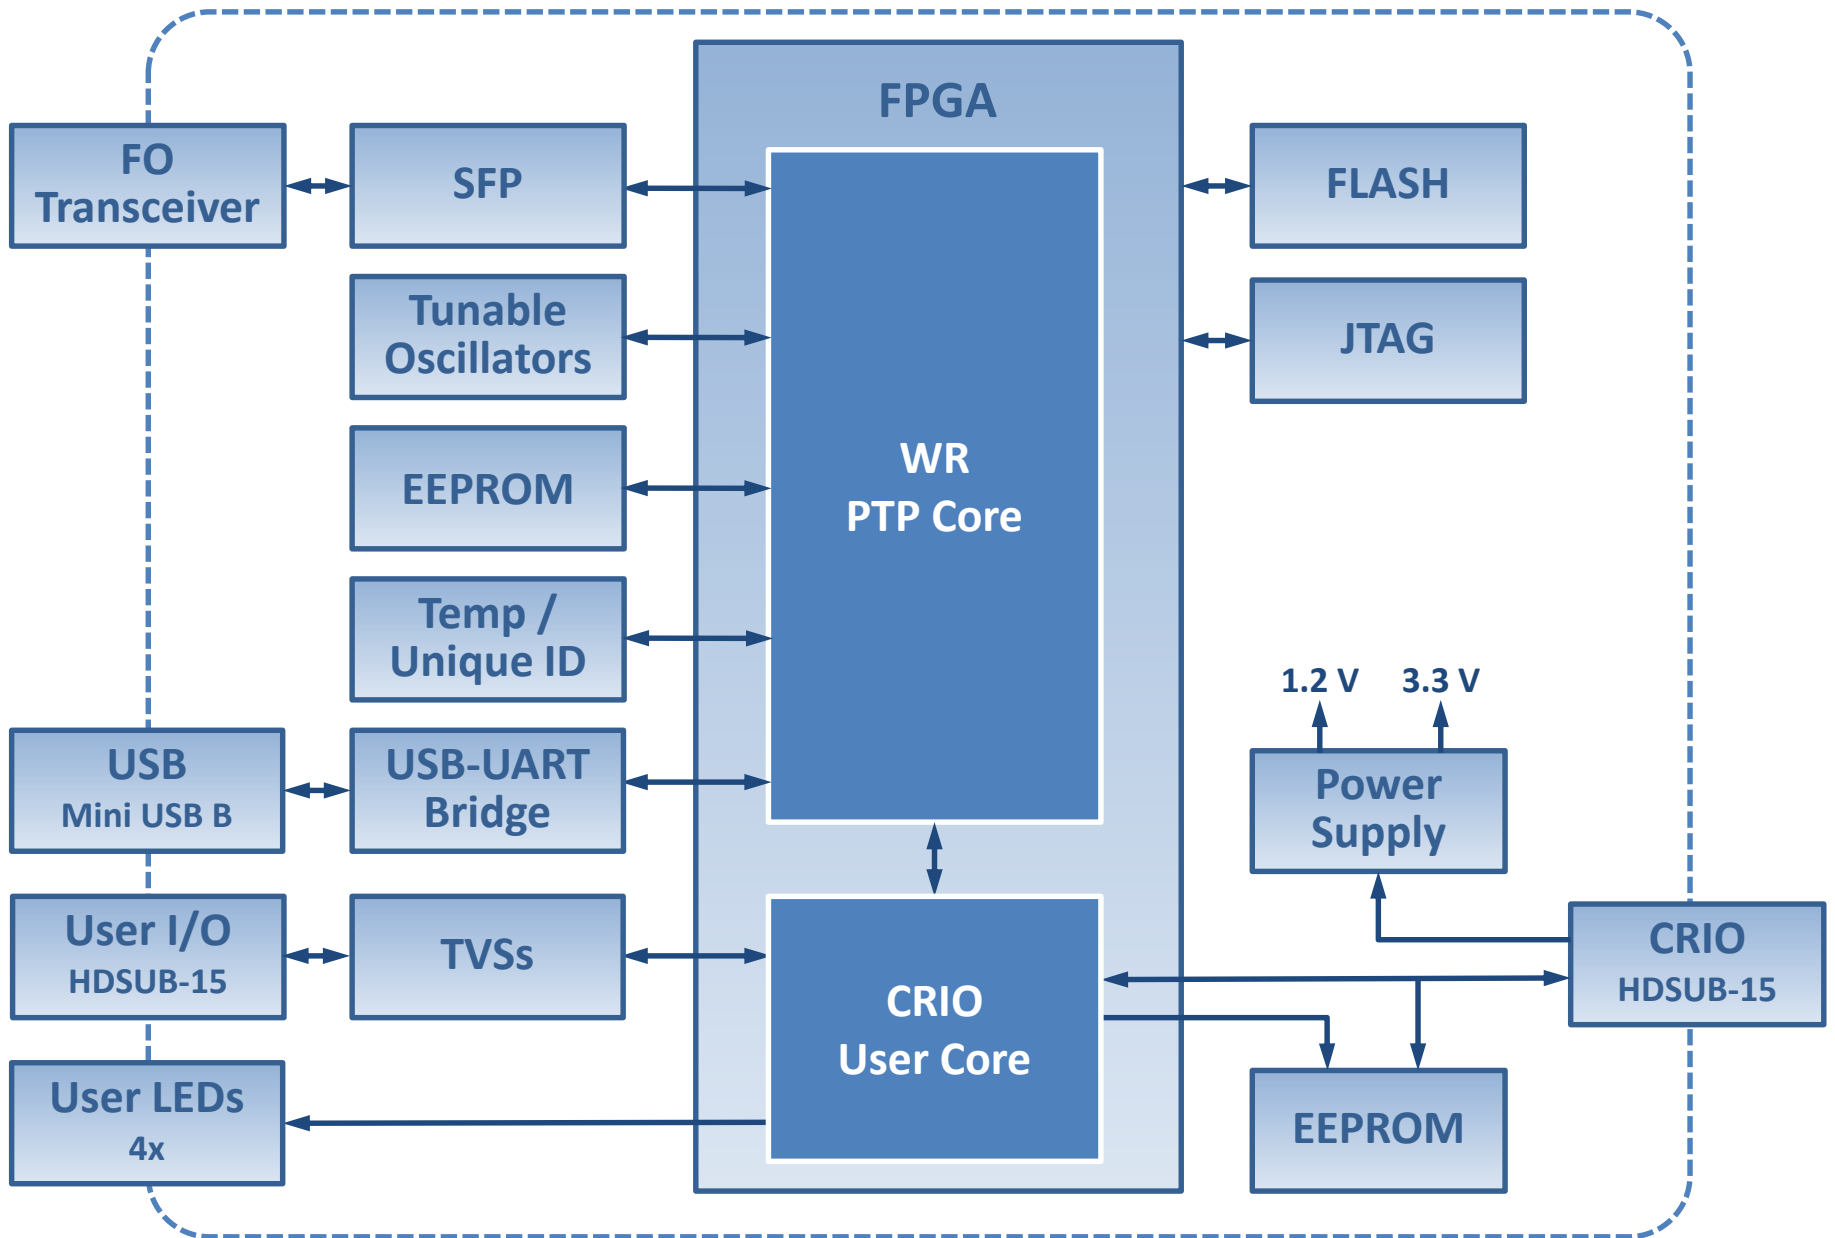 FPGA
FO
Transceiver
SFP
FLASH
Tunable
Oscillators
JTAG
WR
PTP Core
EEPROM
Temp /
Unique ID
1.2 V
3.3 V
USB
Mini USB B
USB-UART
Bridge
Power
Supply
User I/O
HDSUB-15
TVSs
CRIO
User Core
CRIO
HDSUB-15
User LEDs
4x
EEPROM